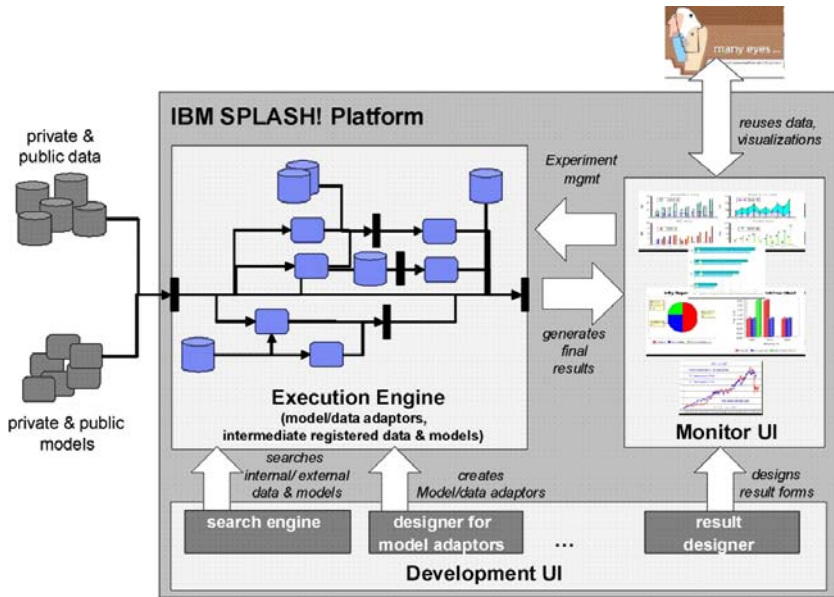 many eyes...
IBM SPLASH! Platform
private &
public data
reuses data,
visualizations
Experiment
mgmt
generates
final
results
Execution Engine
(model/data adaptors,
intermediate registered data & models)
private & public
models
Monitor UI
searches
internal/ external
data & models
creates
Model/data adaptors
designs
result forms
search engine
designer for
model adaptors
...
result
designer
Development UI